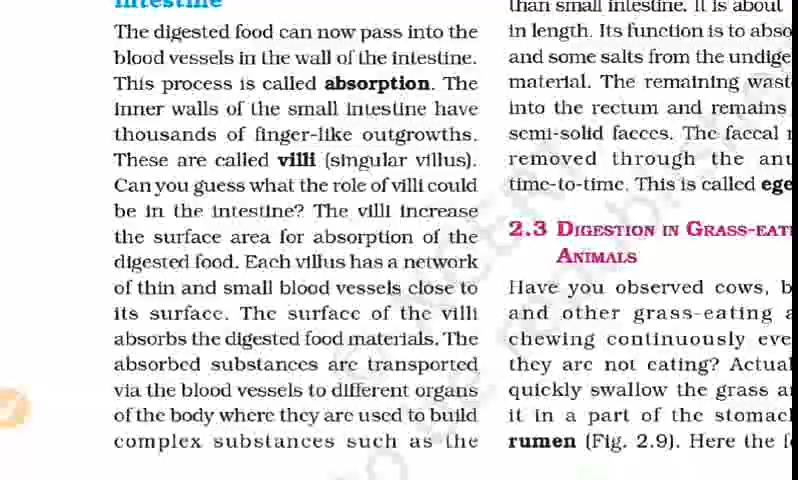 intestine
The digested food can now pass into the
blood vessels in the wall of the intestine.
This process is called absorption. The
inner walls of the small intestine have
thousands of finger-like outgrowths.
These are called villi (singular villus).
Can you guess what the role of villi could
be in the intestine? The villi increase
the surface area for absorption of the
digested food. Each villus has a network
of thin and small blood vessels close to
its surface. The surface of the villi
absorbs the digested food materials. The
absorbed substances are transported
via the blood vessels to different organs
of the body where they are used to build
complex substances such as the
than small intestine. It is about
in length. Its function is to abso
and some salts from the undige
material. The remaining wast
into the rectum and remains
semi-solid faeces. The faecal
removed through the anu
time-to-time. This is called ege
2.3 DIGESTION IN GRASS-EATI
ANIMALS
Have you observed cows, b
and other grass-eating a
chewing continuously eve
they are not eating? Actual
quickly swallow the grass a
it in a part of the stomac
rumen (Fig. 2.9). Here the f